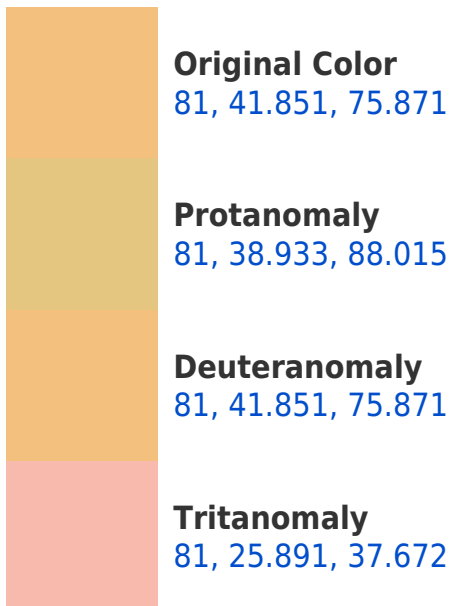 Original Color
81, 41.851, 75.871
Protanomaly
81, 38.933, 88.015
Deuteranomaly
81, 41.851, 75.871
Tritanomaly
81, 25.891, 37.672